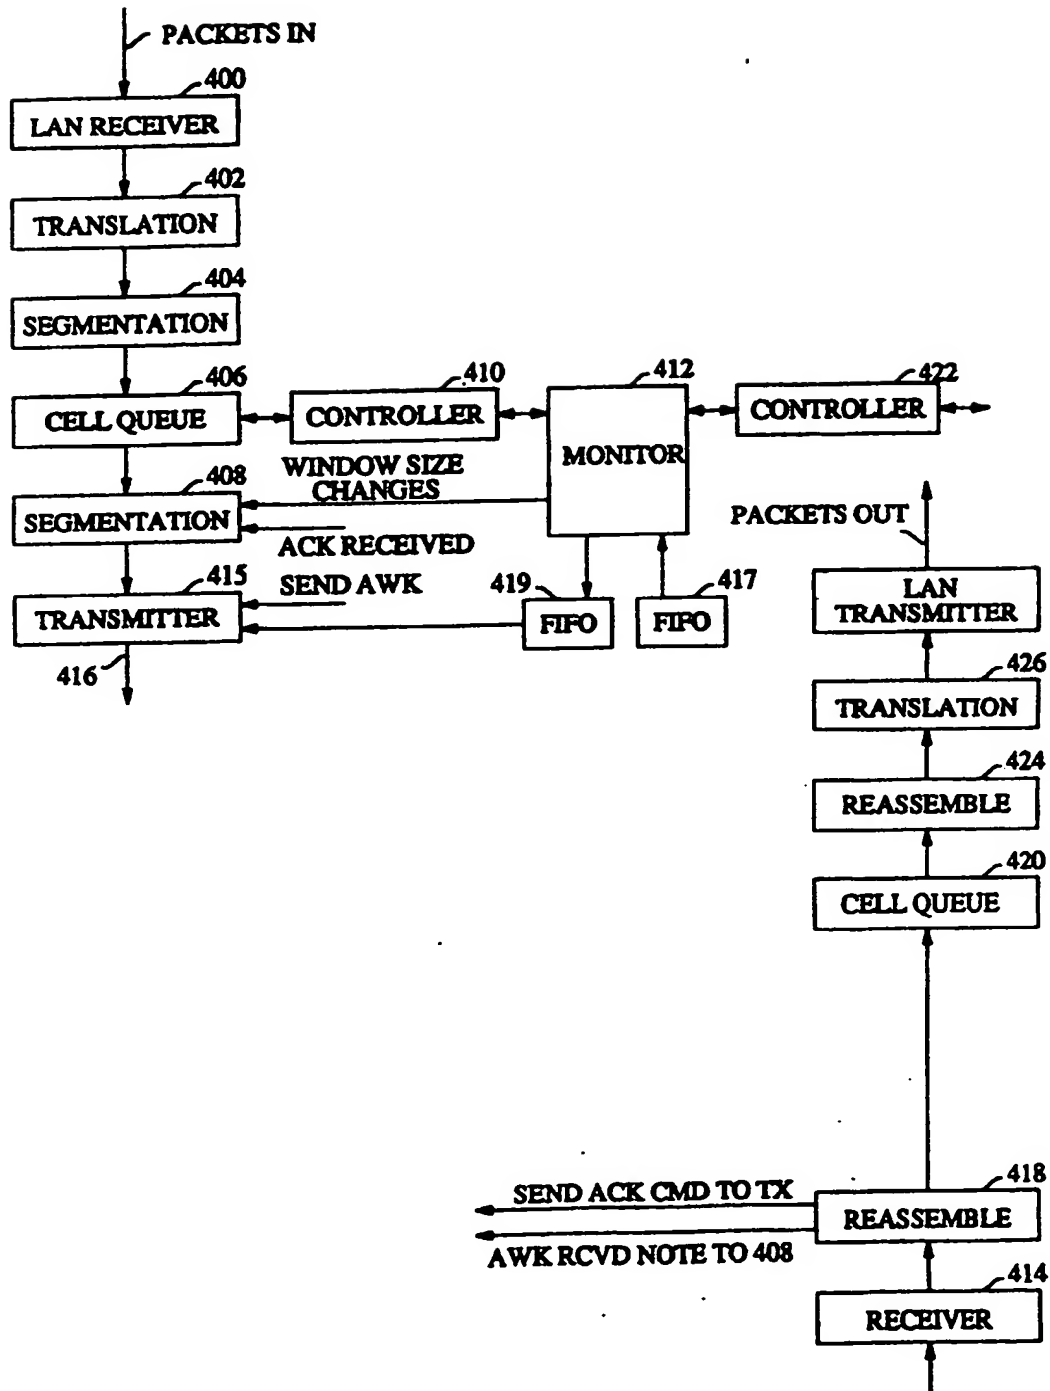 PACKETS IN
400
LAN RECEIVER
402
TRANSLATION
404
SEGMENTATION
406
CELL QUEUE
410
CONTROLLER
412
MONITOR
422
CONTROLLER
WINDOW SIZE
CHANGES
408
SEGMENTATION
ACK RECEIVED
SEND AWK
415
TRANSMITTER
416
419
FIFO
417
FIFO
PACKETS OUT
LAN
TRANSMITTER
426
TRANSLATION
424
REASSEMBLE
420
CELL QUEUE
418
REASSEMBLE
SEND ACK CMD TO TX
AWK RCVD NOTE TO 408
414
RECEIVER